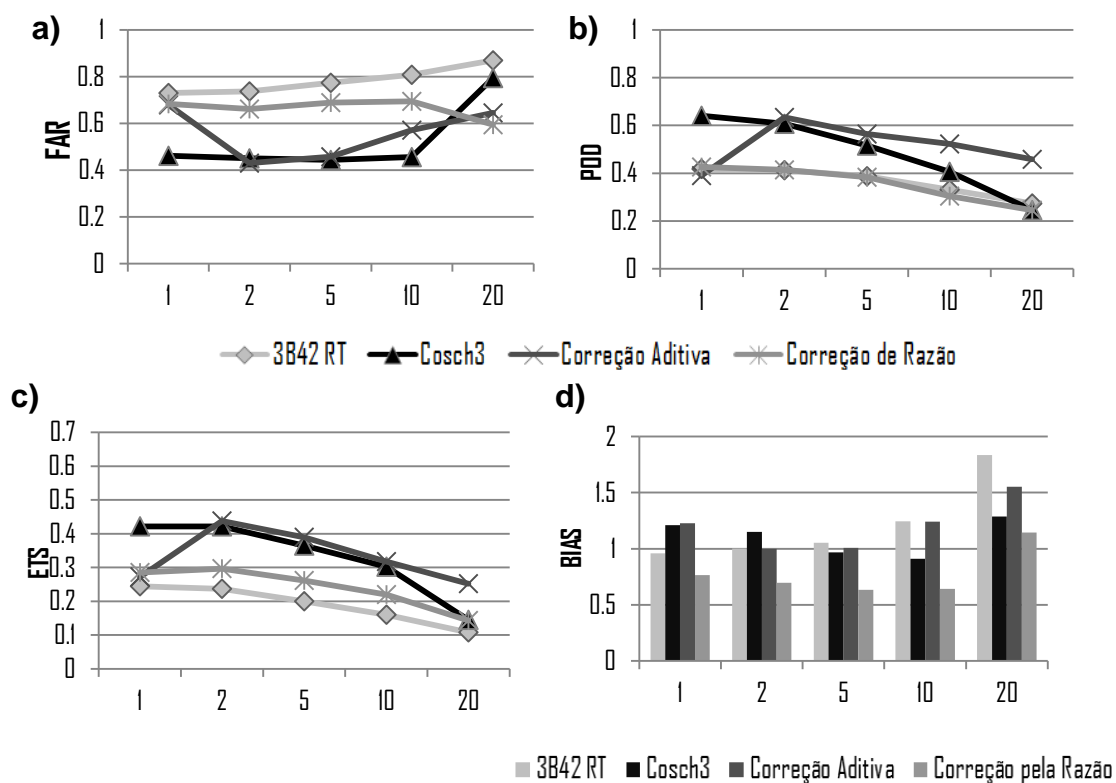 a)
FAR
1
0.8
0.6
0.4
0.2
0
1 2 5 10 20
b)
POD
1
0.8
0.6
0.4
0.2
0
1 2 5 10 20
3B42 RT Cosch3 Correção Aditiva Correção de Razão
c)
ETS
0.7
0.6
0.5
0.4
0.3
0.2
0.1
0
1 2 5 10 20
d)
BIAS
2
1.5
1
0.5
0
1 2 5 10 20
3B42 RT Cosch3 Correção Aditiva Correção pela Razão